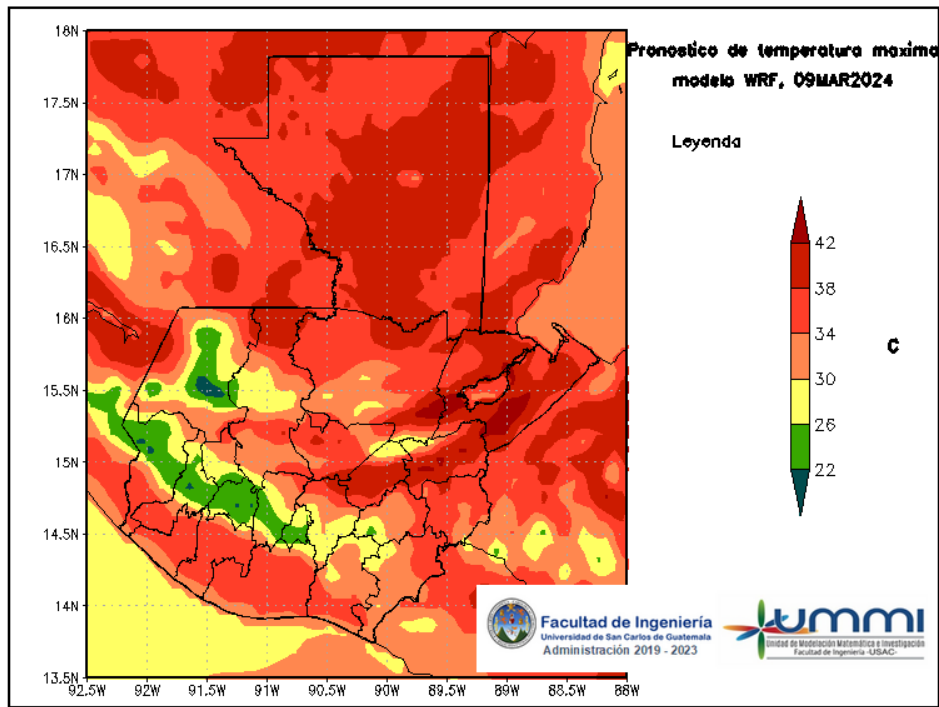 Pronostico de temperatura maxima
modelo WRF, 09MAR2024
Leyenda
42
38
34
30
26
22
C
18N
17.5N
17N
16.5N
16N
15.5N
15N
14.5N
14N
13.5N
92.5W
92W
91.5W
91W
90.5W
90W
89.5W
89W
88.5W
88W
Facultad de Ingeniería
Universidad de San Carlos de Guatemala
Administración 2019 - 2023
UMMI
Unidad de Modelación Matemática e Investigación
Facultad de Ingeniería -USAC-